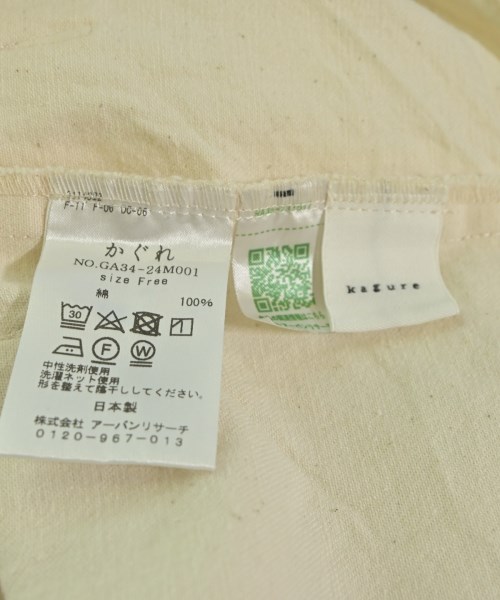 F-11 F-06 OC-06
かぐれ
NO.GA34-24M001
size Free
綿 100%
30
F W
中性洗剤使用
洗濯ネット使用
形を整えて陰干ししてください。
日本製
株式会社 アーバンリサーチ
0120-967-013
kagure